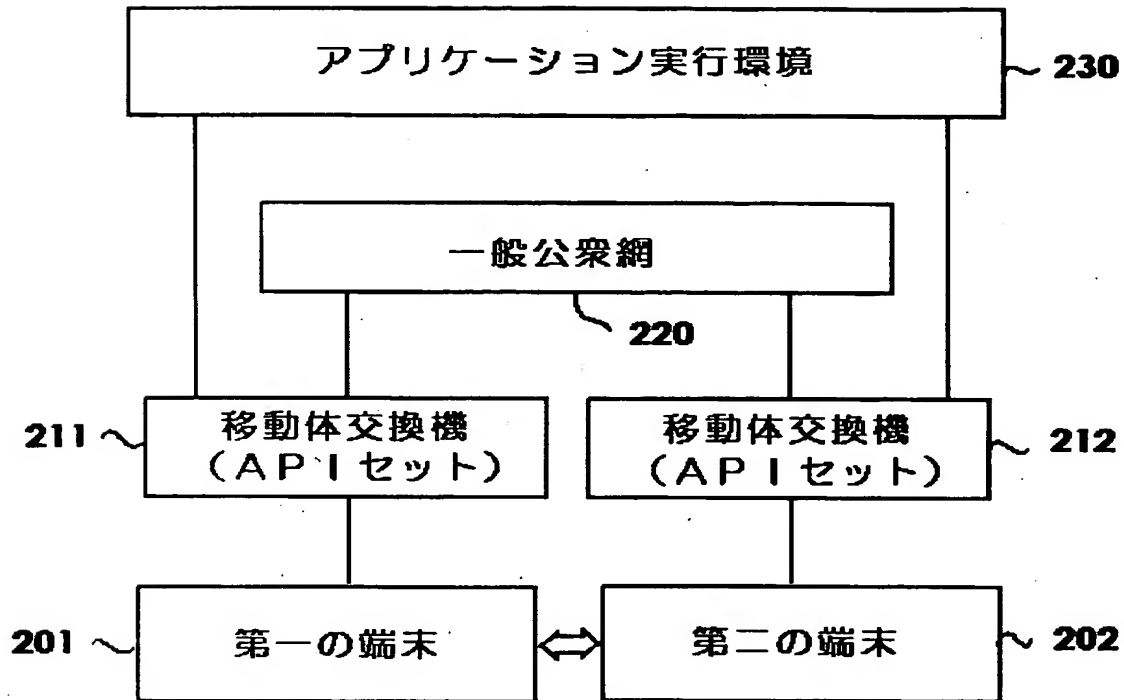 アプリケーション実行環境
230
一般公衆網
220
211
移動体交換機
(APIセット)
移動体交換機
(APIセット)
212
201
第一の端末
第二の端末
202